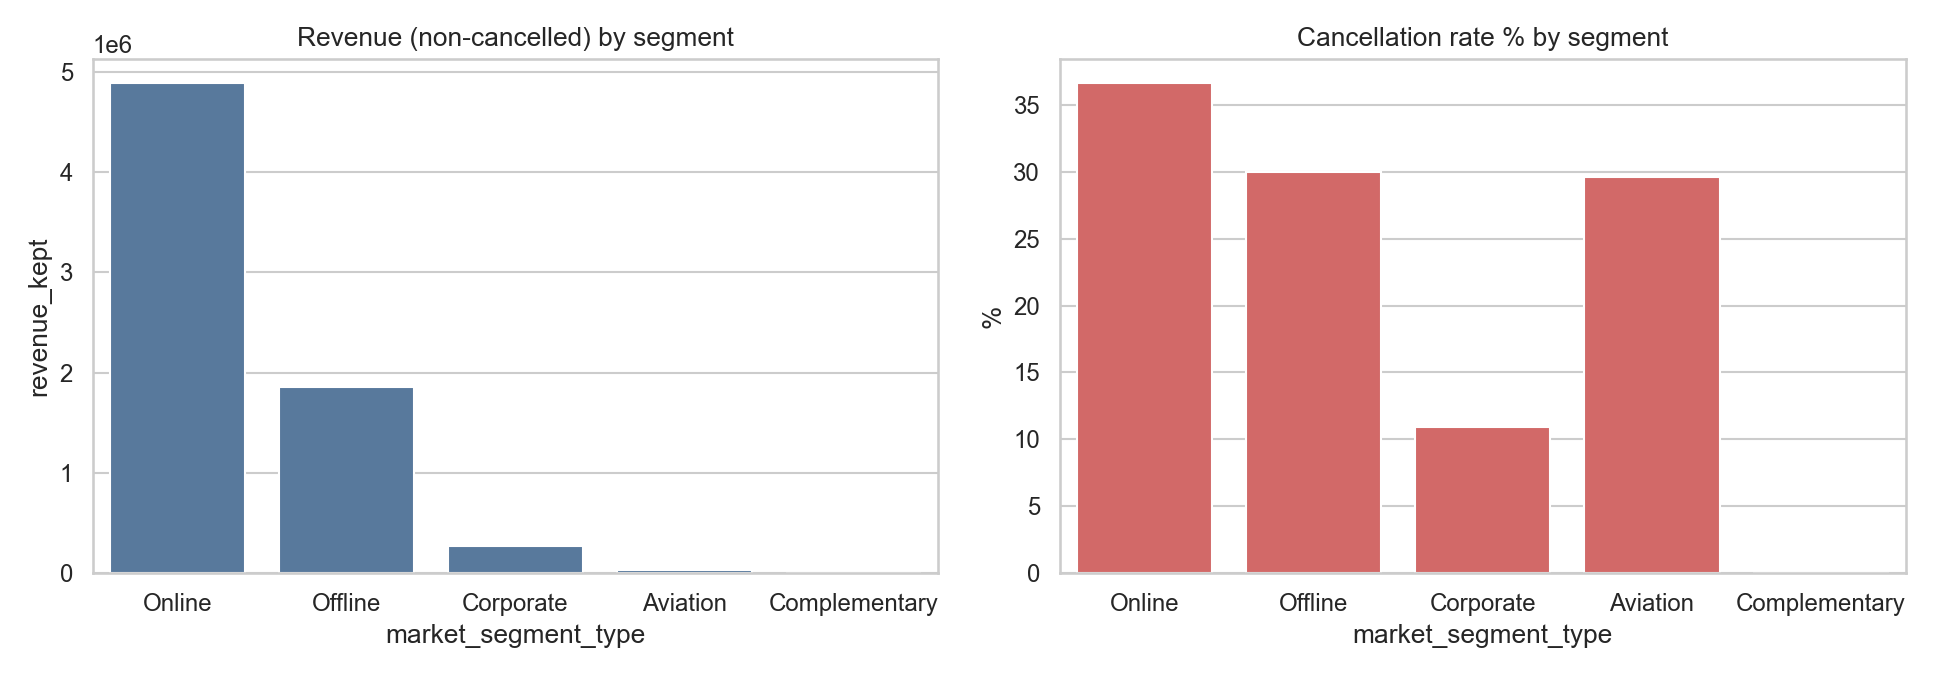 Revenue (non-cancelled) by segment
1e6
5
4
3
2
1
0
revenue_kept
Online Offline Corporate Aviation Complementary
market_segment_type
Cancellation rate % by segment
35
30
25
20
15
10
5
0
%
Online Offline Corporate Aviation Complementary
market_segment_type